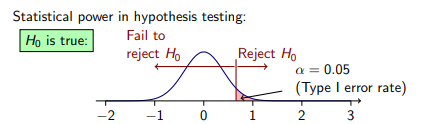 Statistical power in hypothesis testing:
H₀ is true:
Fail to
reject H₀
Reject H₀
α = 0.05
(Type I error rate)
−2 −1 0 1 2 3